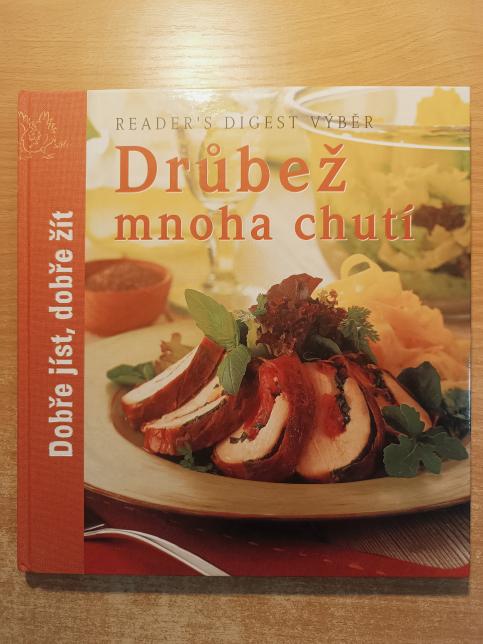 READER'S DIGEST VÝBĚR
Drůbež
mnoha chutí
Dobře jíst, dobře žít